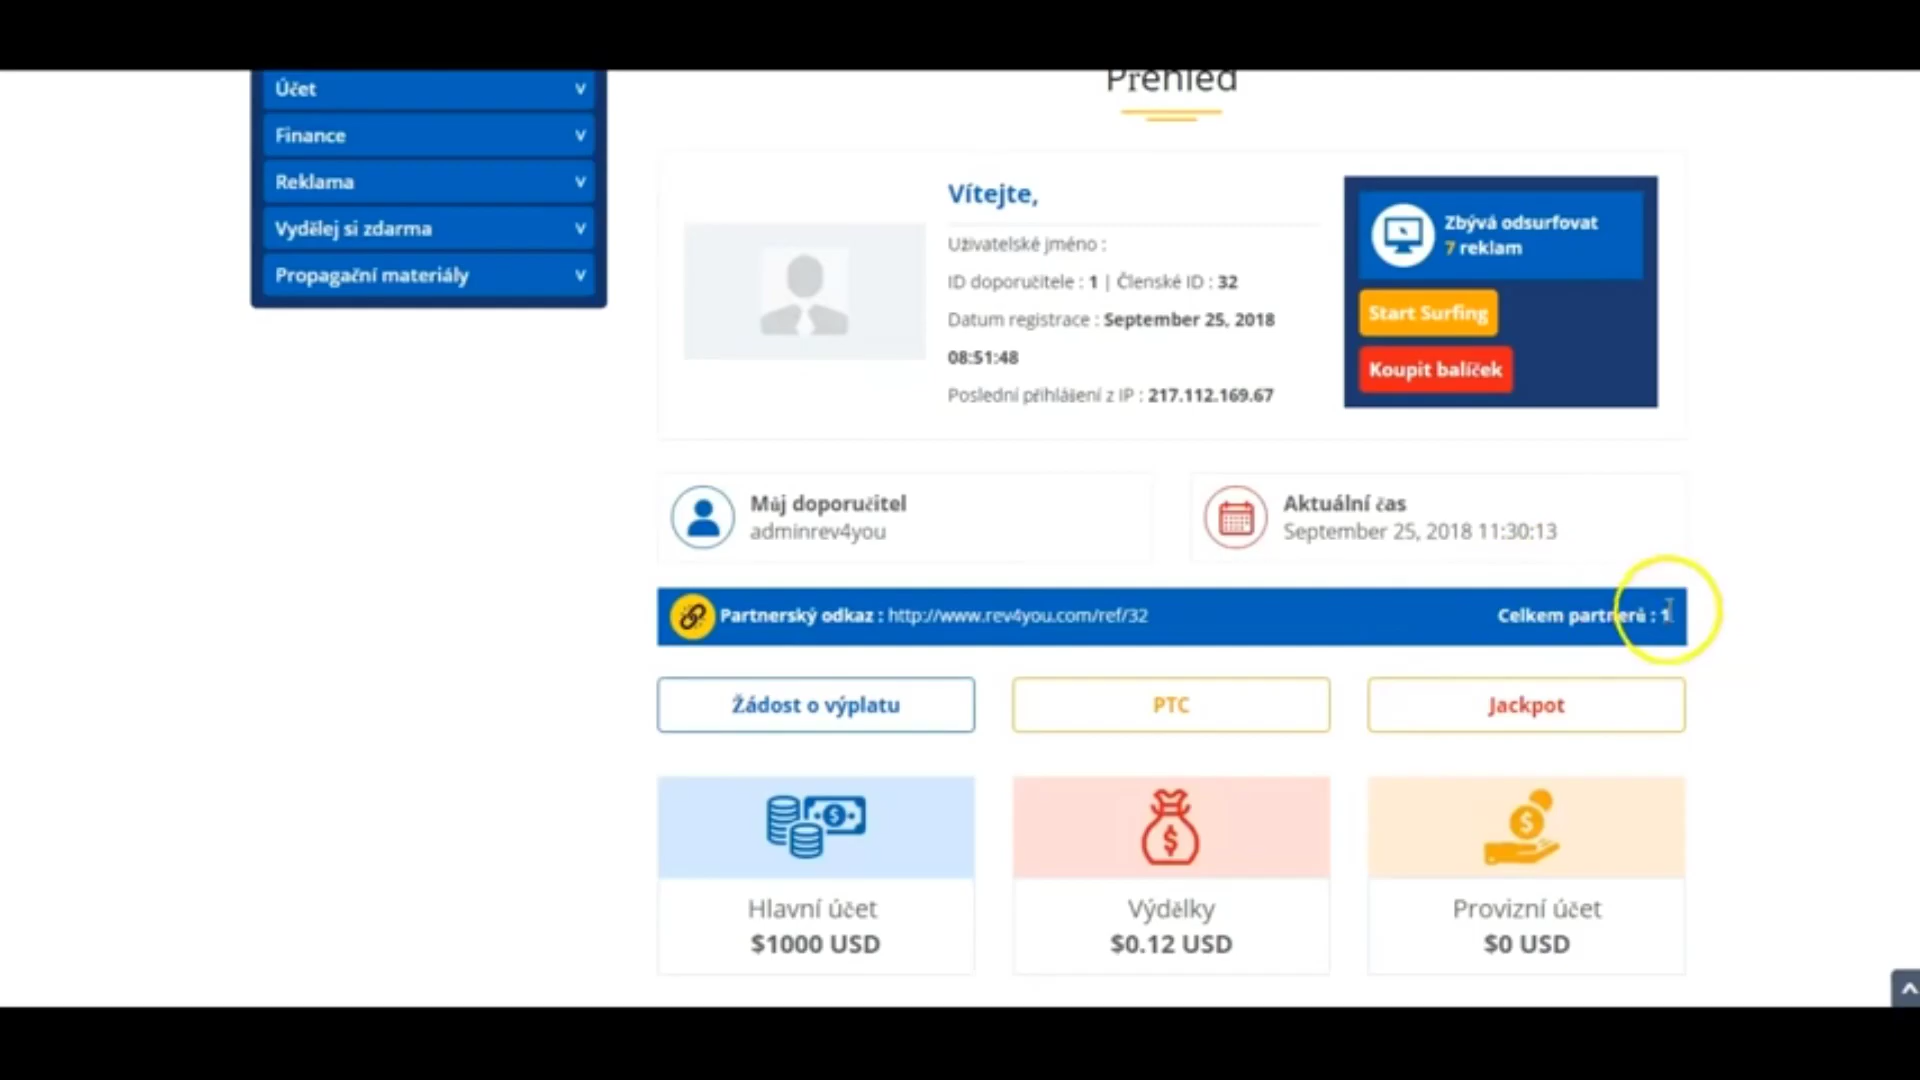 Přehled
Účet
Finance
Reklama
Vydělej si zdarma
Propagační materiály
Vítejte,
Uživatelské jméno :
ID doporučitele : 1 | Členské ID : 32
Datum registrace : September 25, 2018
08:51:48
Poslední přihlášení z IP : 217.112.169.67
Zbývá odsurfovat
7 reklam
Start Surfing
Koupit balíček
Můj doporučitel
adminrev4you
Aktuální čas
September 25, 2018 11:30:13
Partnerský odkaz : http://www.rev4you.com/ref/32
Celkem partnerů : 1
Žádost o výplatu
PTC
Jackpot
Hlavní účet
$1000 USD
Výdělky
$0.12 USD
Provizní účet
$0 USD